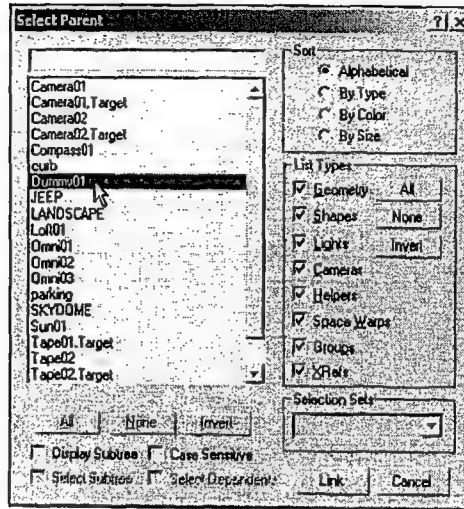 Select Parent
Camera01
Camera01.Target
Camera02
Camera02.Target
Compass01
curb
Dummy01
JEEP
LANDSCAPE
Loft01
Omni01
Omni02
Omni03
parking
SKYDOME
Sun01
Tape01.Target
Tape02
Tape02.Target
All None Invert
Display Subtree Case Sensitive
Select Subtree Select Dependents
Sort
Alphabetical
By Type
By Color
By Size
List Types
Geometry All
Shapes None
Lights Invert
Cameras
Helpers
Space Warps
Groups
XRefs
Selection Sets
Link Cancel